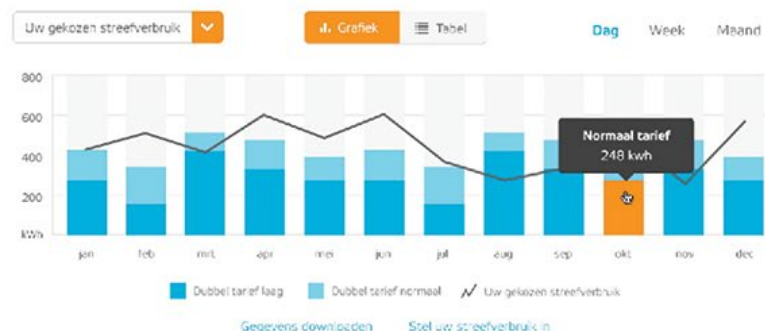 Uw gekozen streefverbruik
Grafiek
Tabel
Dag Week Maand
800
600
400
200
kWh
Normaal tarief
248 kwh
jan feb mrt apr mei jun jul aug sep okt nov dec
Dubbel tarief laag Dubbel tarief normaal Uw gekozen streefverbruik
Gegevens downloaden Stel uw streefverbruik in